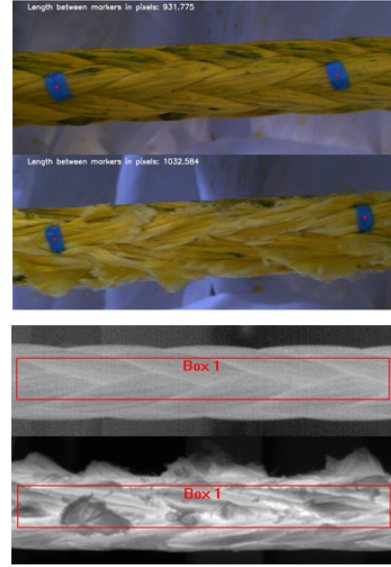 Length between markers in pixels: 931.775
Length between markers in pixels: 1032.584
Box 1
Box 1